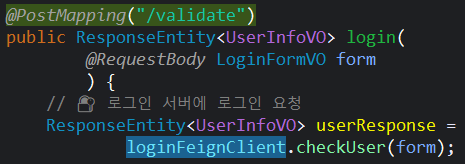 @PostMapping("/validate")
public ResponseEntity<UserInfoVO> login(
@RequestBody LoginFormVO form
) {
// 로그인 서버에 로그인 요청
ResponseEntity<UserInfoVO> userResponse =
loginFeignClient.checkUser(form);